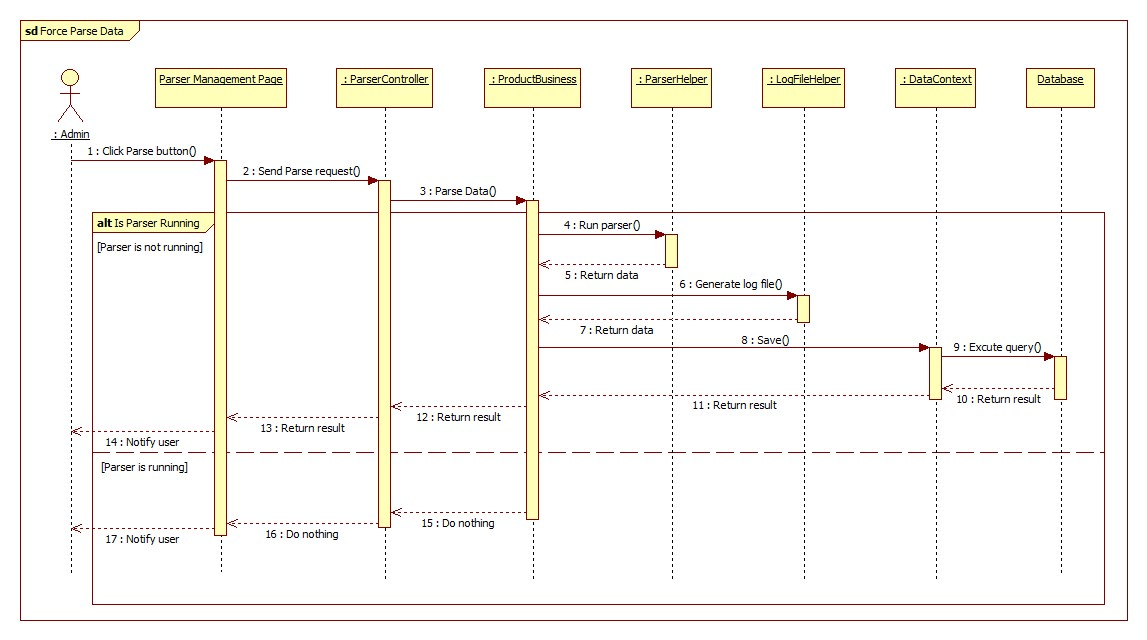 sd Force Parse Data
Parser Management Page
: ParserController
: ProductBusiness
: ParserHelper
: LogFileHelper
: DataContext
Database
: Admin
1 : Click Parse button()
2 : Send Parse request()
3 : Parse Data()
alt Is Parser Running
[Parser is not running]
4 : Run parser()
5 : Return data
6 : Generate log file()
7 : Return data
8 : Save()
9 : Excute query()
10 : Return result
11 : Return result
12 : Return result
13 : Return result
14 : Notify user
[Parser is running]
15 : Do nothing
16 : Do nothing
17 : Notify user